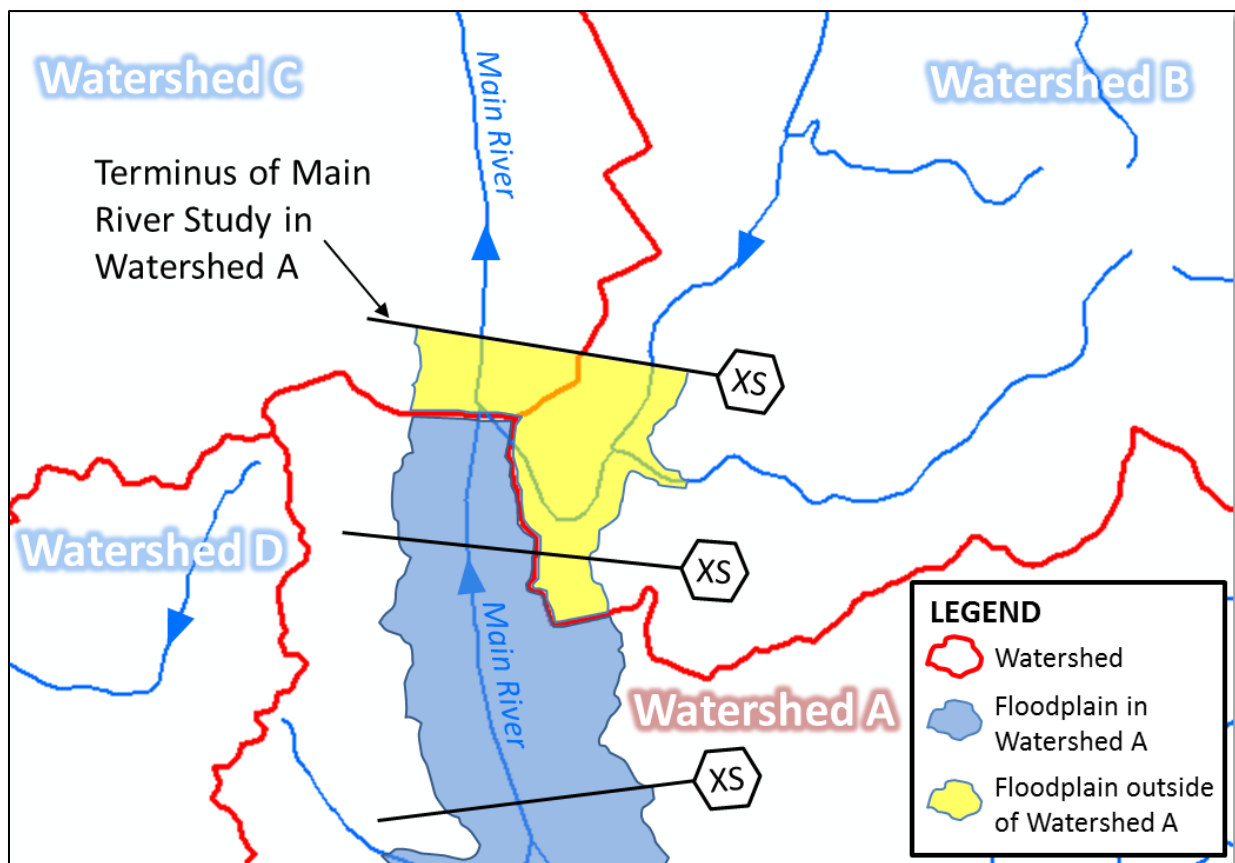 Watershed C
Main River
Watershed B
Terminus of Main
River Study in
Watershed A
XS
Watershed D
XS
Main River
Watershed A
XS
LEGEND
Watershed
Floodplain in
Watershed A
Floodplain outside
of Watershed A